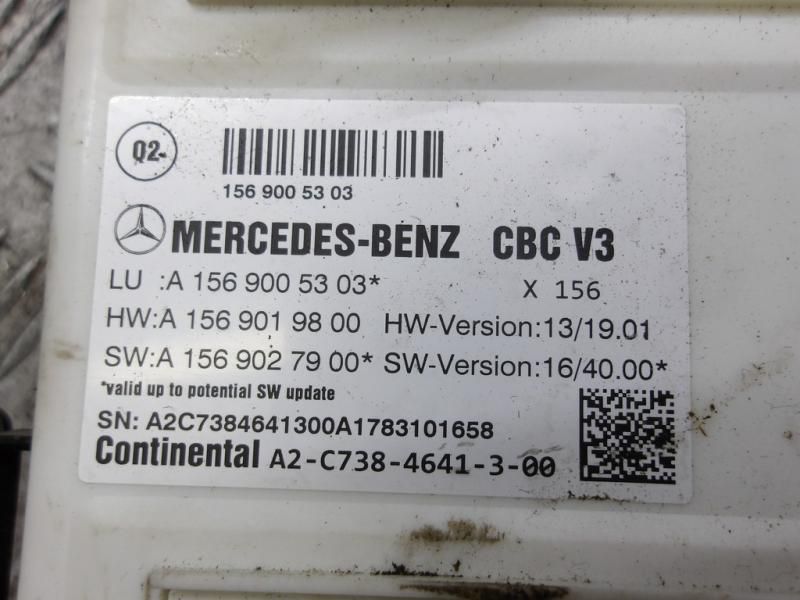 Q2-
156 900 53 03
MERCEDES-BENZ CBC V3
LU :A 156 900 53 03* X 156
HW:A 156 901 98 00 HW-Version:13/19.01
SW:A 156 902 79 00* SW-Version:16/40.00*
*valid up to potential SW update
SN: A2C7384641300A1783101658
Continental A2-C738-4641-3-00